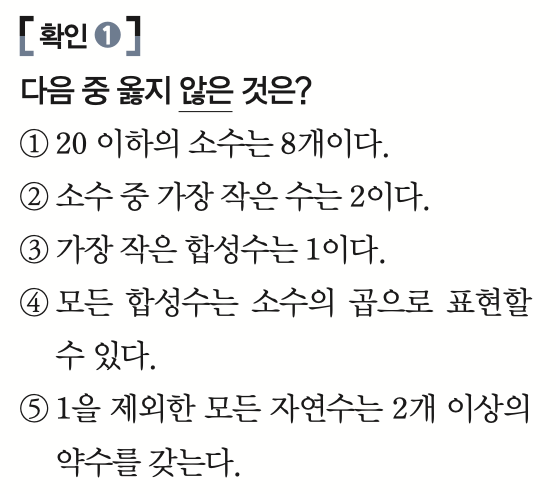 [확인 ❶]
다음 중 옳지 않은 것은?
① 20 이하의 소수는 8개이다.
② 소수 중 가장 작은 수는 2이다.
③ 가장 작은 합성수는 1이다.
④ 모든 합성수는 소수의 곱으로 표현할
수 있다.
⑤ 1을 제외한 모든 자연수는 2개 이상의
약수를 갖는다.